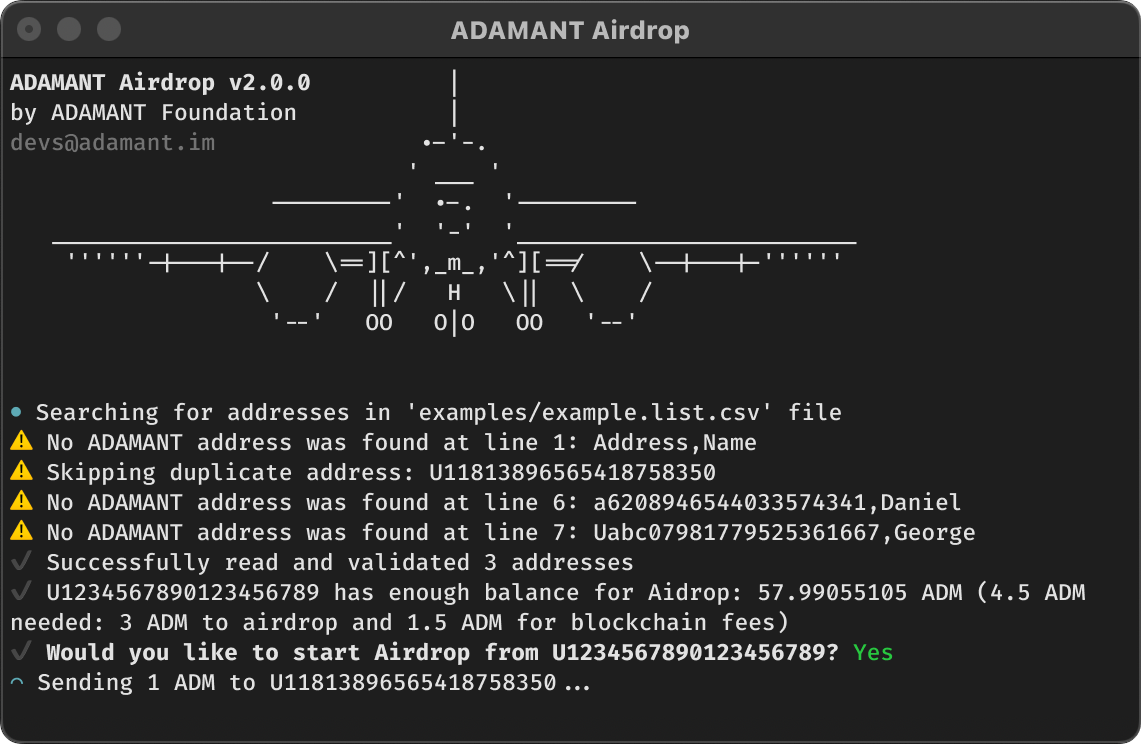 ADAMANT Airdrop
ADAMANT Airdrop v2.0.0
by ADAMANT Foundation
devs@adamant.im
• Searching for addresses in 'examples/example.list.csv' file
⚠ No ADAMANT address was found at line 1: Address,Name
⚠ Skipping duplicate address: U11813896565418758350
⚠ No ADAMANT address was found at line 6: a6208946544033574341,Daniel
⚠ No ADAMANT address was found at line 7: Uabc07981779525361667,George
✓ Successfully read and validated 3 addresses
✓ U1234567890123456789 has enough balance for Aidrop: 57.99055105 ADM (4.5 ADM
needed: 3 ADM to airdrop and 1.5 ADM for blockchain fees)
✓ Would you like to start Airdrop from U1234567890123456789? Yes
Sending 1 ADM to U11813896565418758350...